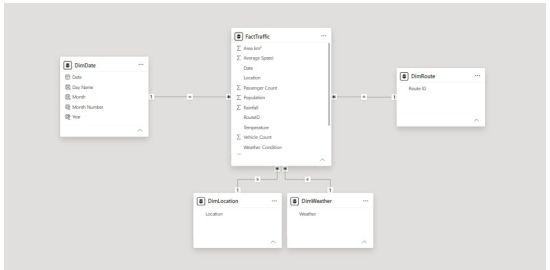 FactTraffic
Area km²
Average Speed
Date
Location
Passenger Count
Population
Rainfall
RouteID
Temperature
Vehicle Count
Weather Condition
DimDate
Date
Day Name
Month
Month Number
Year
1
*
DimRoute
Route ID
*
1
*
*
1
1
DimLocation
Location
DimWeather
Weather